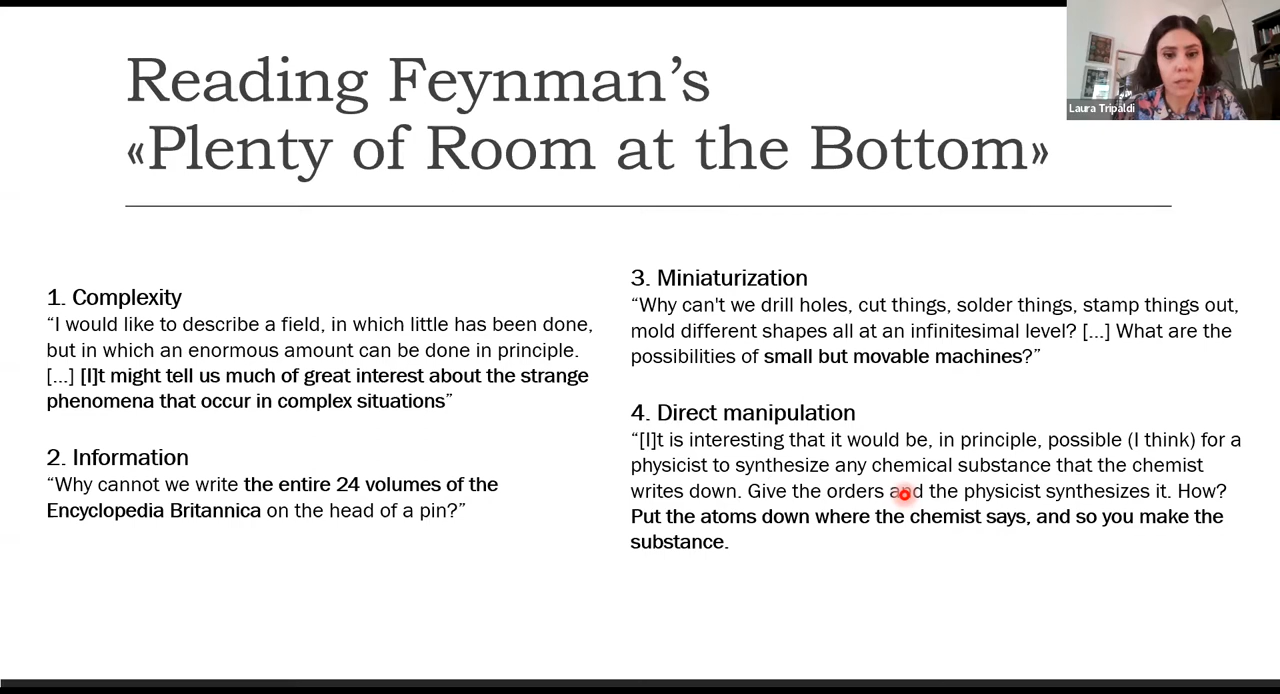 Reading Feynman’s
«Plenty of Room at the Bottom»
Laura Tripaldi
1. Complexity
“I would like to describe a field, in which little has been done,
but in which an enormous amount can be done in principle.
[...] [I]t might tell us much of great interest about the strange
phenomena that occur in complex situations”
2. Information
“Why cannot we write the entire 24 volumes of the
Encyclopedia Britannica on the head of a pin?”
3. Miniaturization
“Why can't we drill holes, cut things, solder things, stamp things out,
mold different shapes all at an infinitesimal level? [...] What are the
possibilities of small but movable machines?”
4. Direct manipulation
“[I]t is interesting that it would be, in principle, possible (I think) for a
physicist to synthesize any chemical substance that the chemist
writes down. Give the orders and the physicist synthesizes it. How?
Put the atoms down where the chemist says, and so you make the
substance.